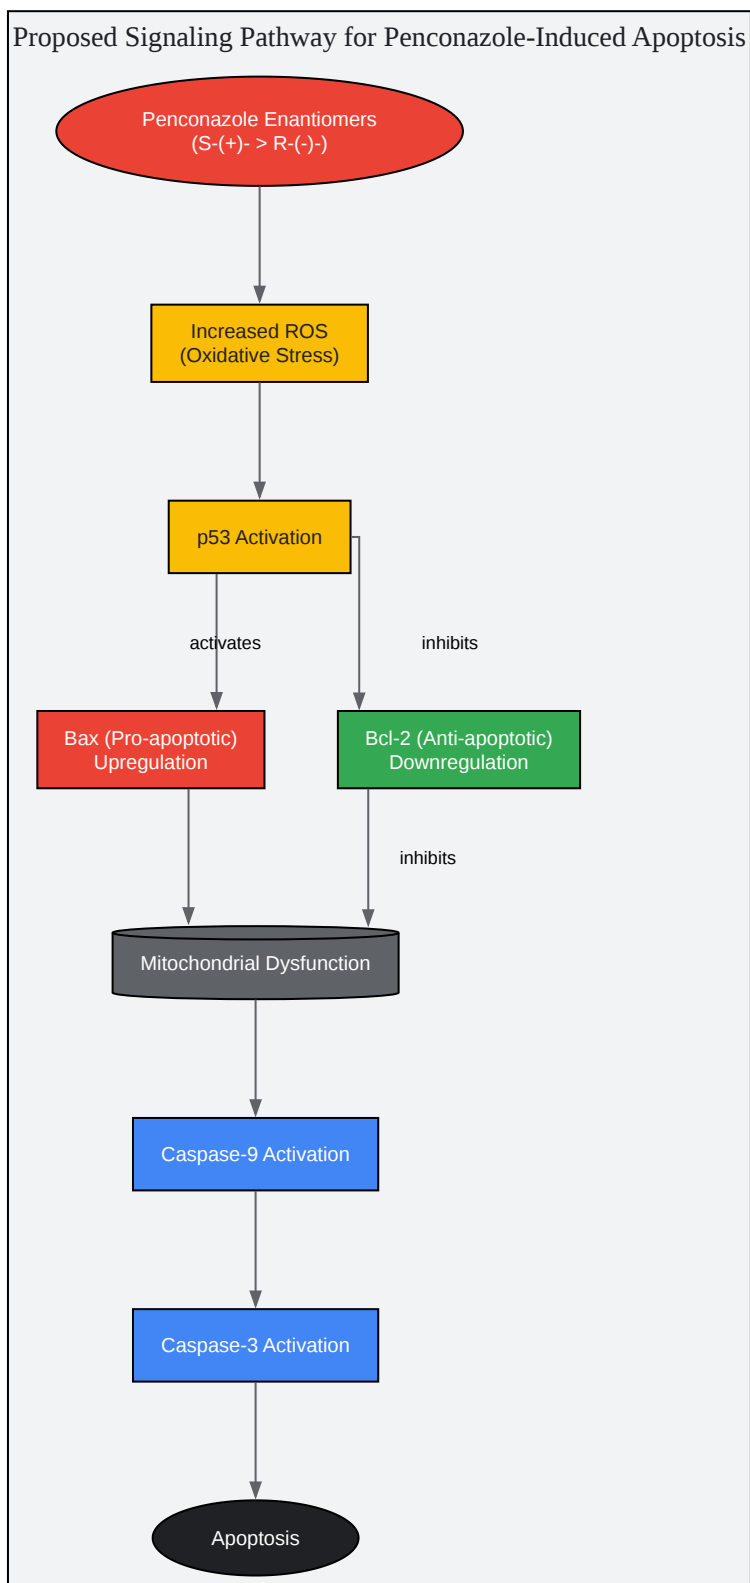 Proposed Signaling Pathway for Penconazole-Induced Apoptosis
Penconazole Enantiomers
(S-(+)- > R-(-)-)
Increased ROS
(Oxidative Stress)
p53 Activation
activates
inhibits
Bax (Pro-apoptotic)
Upregulation
Bcl-2 (Anti-apoptotic)
Downregulation
inhibits
Mitochondrial Dysfunction
Caspase-9 Activation
Caspase-3 Activation
Apoptosis